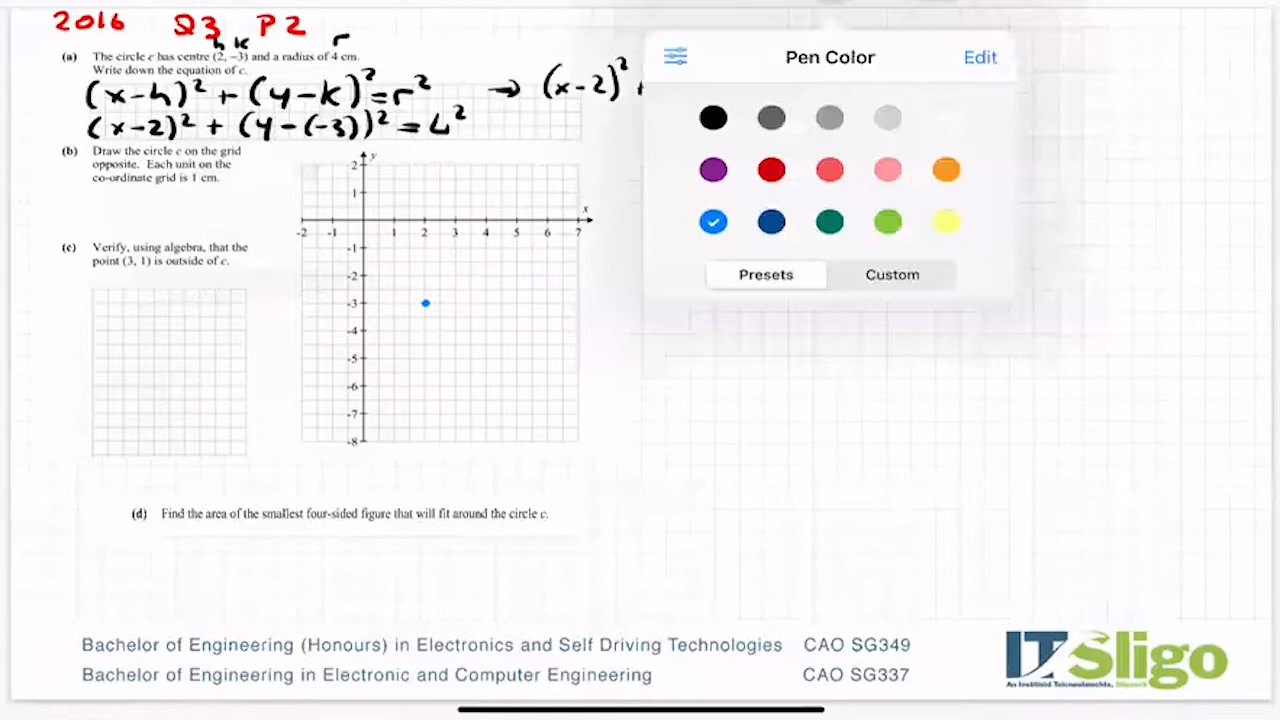 2016 Q3 P2
h k r
(a) The circle c has centre (2, −3) and a radius of 4 cm.
Write down the equation of c.
(x-h)² + (y-k)² = r² → (x-2)² +
(x-2)² + (y-(-3))² = 4²
(b) Draw the circle c on the grid
opposite. Each unit on the
co-ordinate grid is 1 cm.
y
2
1
x
-2 -1 1 2 3 4 5 6 7
-1
-2
-3
-4
-5
-6
-7
-8
(c) Verify, using algebra, that the
point (3, 1) is outside of c.
(d) Find the area of the smallest four-sided figure that will fit around the circle c.
Pen Color
Edit
Presets
Custom
Bachelor of Engineering (Honours) in Electronics and Self Driving Technologies CAO SG349
Bachelor of Engineering in Electronic and Computer Engineering CAO SG337
IT Sligo
An Institiúid Teicneolaíochta, Sligeach